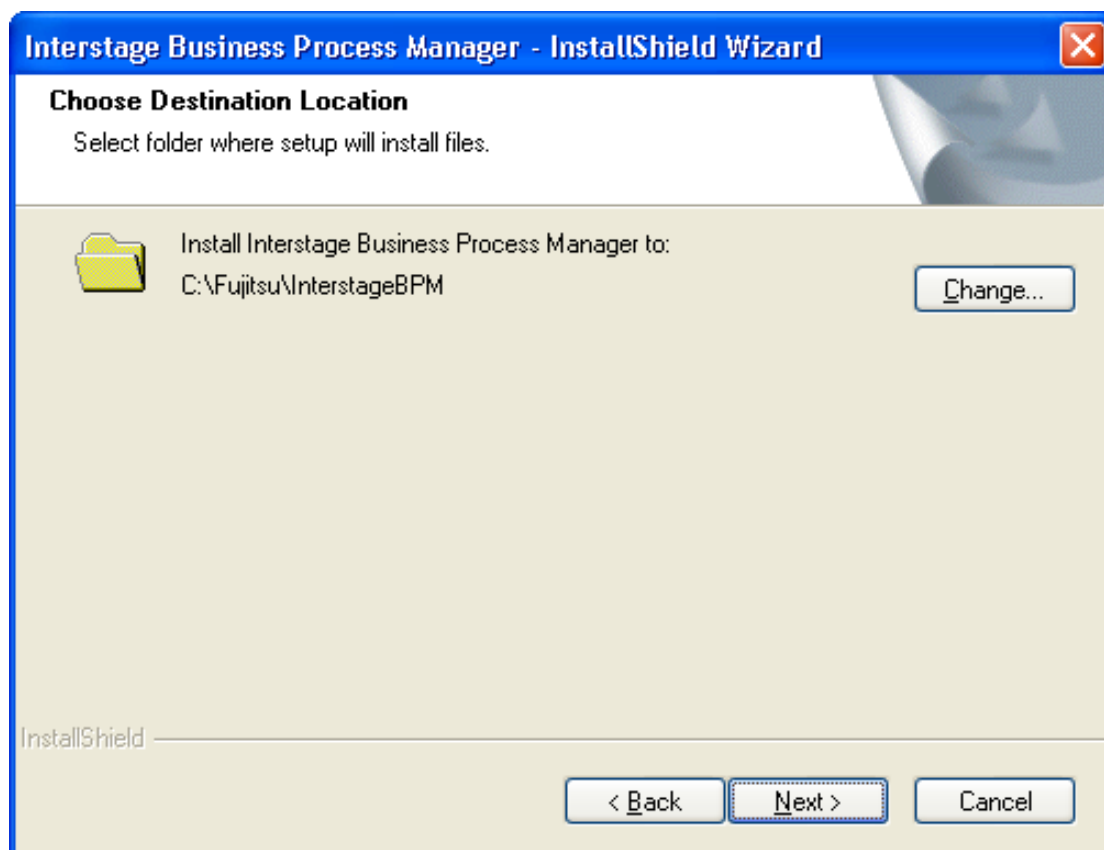 Interstage Business Process Manager - InstallShield Wizard
Choose Destination Location
Select folder where setup will install files.
Install Interstage Business Process Manager to:
C:\Fujitsu\InterstageBPM
Change...
InstallShield
< Back
Next >
Cancel